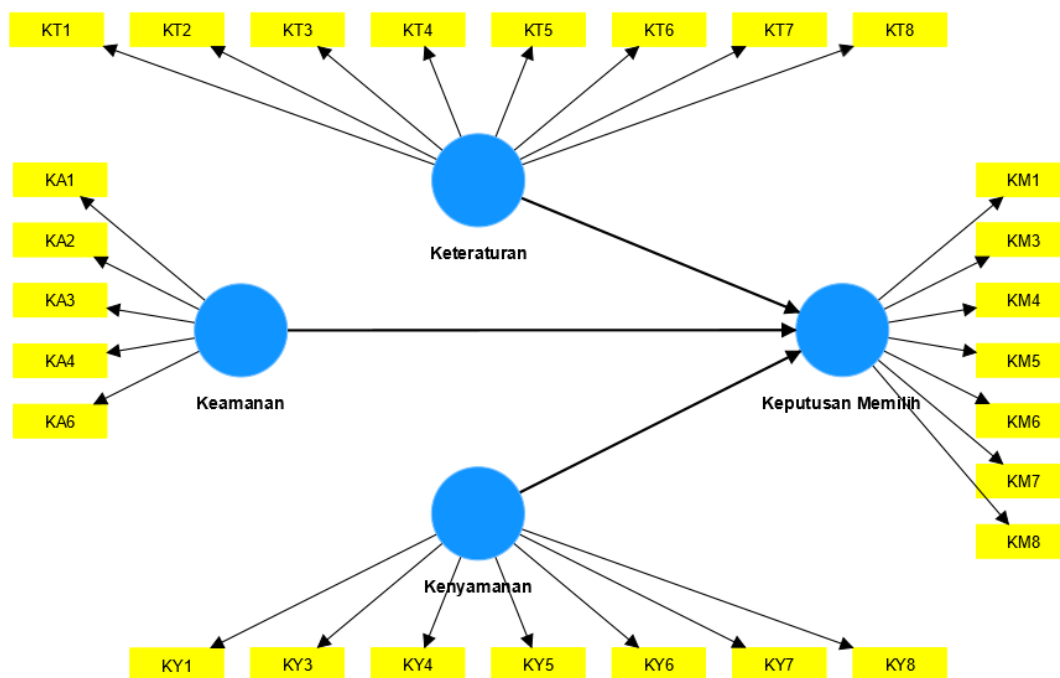 KT1 KT2 KT3 KT4 KT5 KT6 KT7 KT8
KA1
KA2
KA3
KA4
KA6
Keteraturan
Keamanan
Keputusan Memilih
Kenyamanan
KM1
KM3
KM4
KM5
KM6
KM7
KM8
KY1 KY3 KY4 KY5 KY6 KY7 KY8